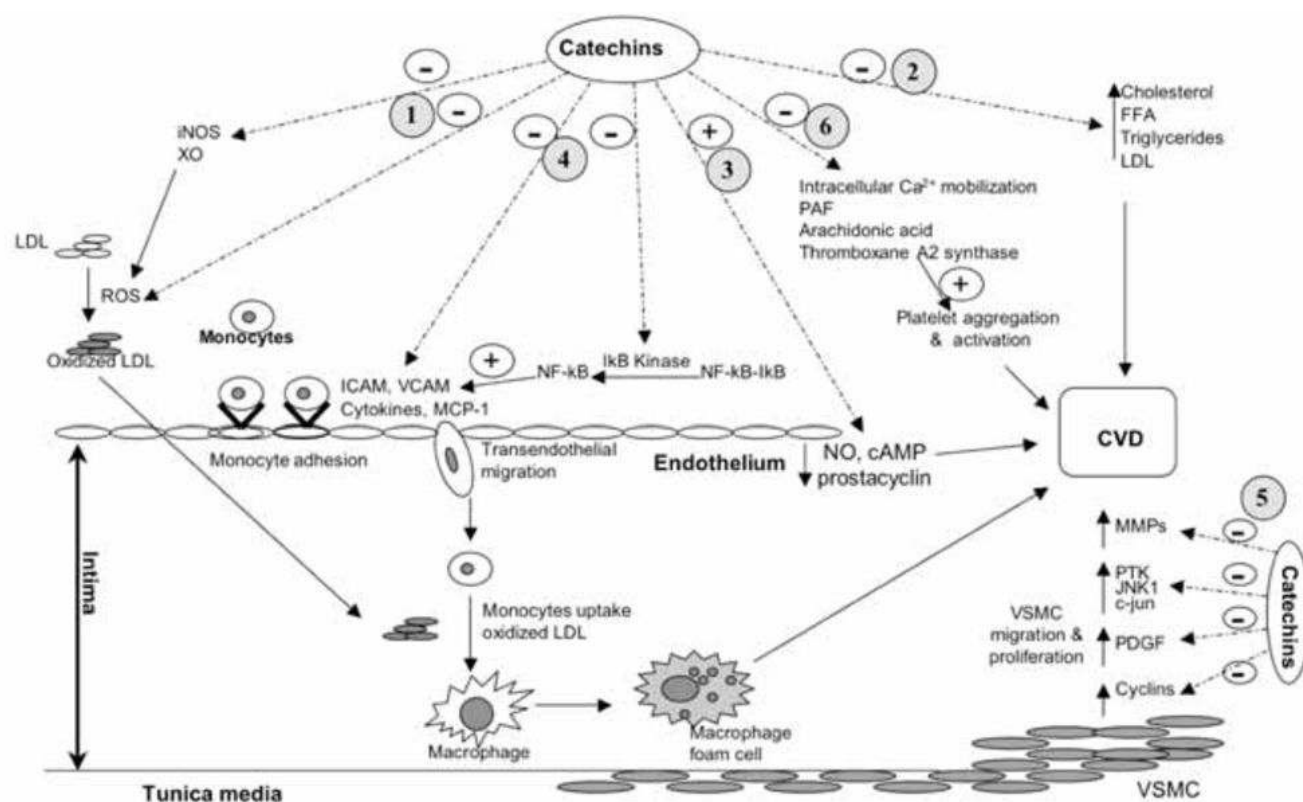 Catechins
-
-
2
1
-
-
-
+
-
6
4
3
iNOS
XO
Cholesterol
FFA
Triglycerides
LDL
Intracellular Ca²⁺ mobilization
PAF
Arachidonic acid
Thromboxane A2 synthase
+
Platelet aggregation
& activation
LDL
ROS
Oxidized LDL
Monocytes
ICAM, VCAM
Cytokines, MCP-1
+
NF-kB
IkB Kinase
NF-kB-IkB
Monocyte adhesion
Transendothelial
migration
Endothelium
NO, cAMP
prostacyclin
CVD
Intima
Monocytes uptake
oxidized LDL
Macrophage
Macrophage
foam cell
5
MMPs
-
PTK
JNK1
c-jun
-
VSMC
migration &
proliferation
PDGF
-
Cyclins
-
Catechins
VSMC
Tunica media